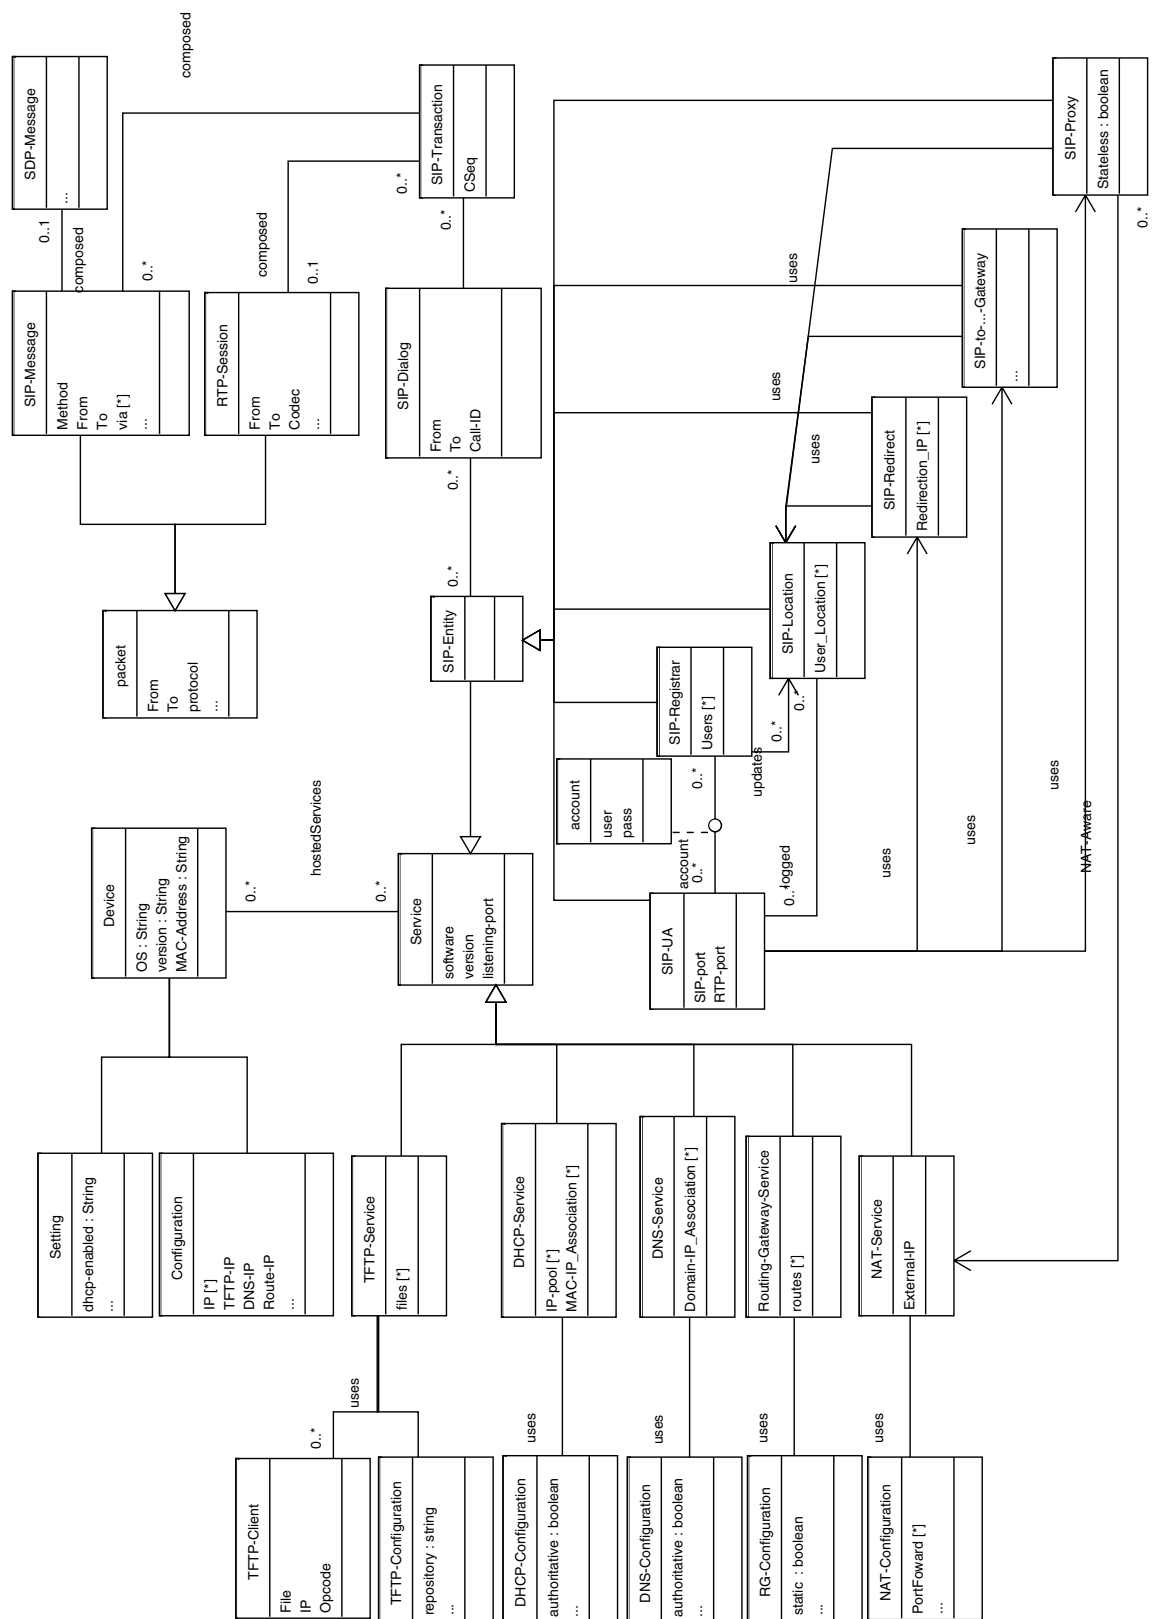 TFTP-Client
File
IP
Opcode
TFTP-Configuration
repository : string
...
DHCP-Configuration
authoritative : boolean
...
DNS-Configuration
authoritative : boolean
...
RG-Configuration
static : boolean
...
NAT-Configuration
PortFoward [*]
...
0..*
uses
uses
uses
uses
uses
Setting
dhcp-enabled : String
...
Configuration
IP [*]
TFTP-IP
DNS-IP
Route-IP
...
TFTP-Service
files [*]
DHCP-Service
IP-pool [*]
MAC-IP_Association [*]
DNS-Service
Domain-IP_Association [*]
Routing-Gateway-Service
routes [*]
NAT-Service
External-IP
Device
OS : String
version : String
MAC-Address : String
0..*
hostedServices
0..*
Service
software
version
listening-port
SIP-UA
SIP-port
RTP-port
account
0..*
0..*
logged
account
user
pass
SIP-Registrar
Users [*]
0..*
updates
0..*
0..*
SIP-Location
User_Location [*]
uses
uses
uses
NAT-Aware
packet
From
To
protocol
...
SIP-Entity
0..*
0..*
SIP-Dialog
From
To
Call-ID
SIP-Redirect
Redirection_IP [*]
uses
uses
uses
SIP-to-...-Gateway
...
SIP-Message
Method
From
To
via [*]
...
RTP-Session
From
To
Codec
...
composed
0..1
0..*
composed
0..1
0..*
0..*
composed
SDP-Message
...
SIP-Transaction
CSeq
SIP-Proxy
Stateless : boolean
0..*